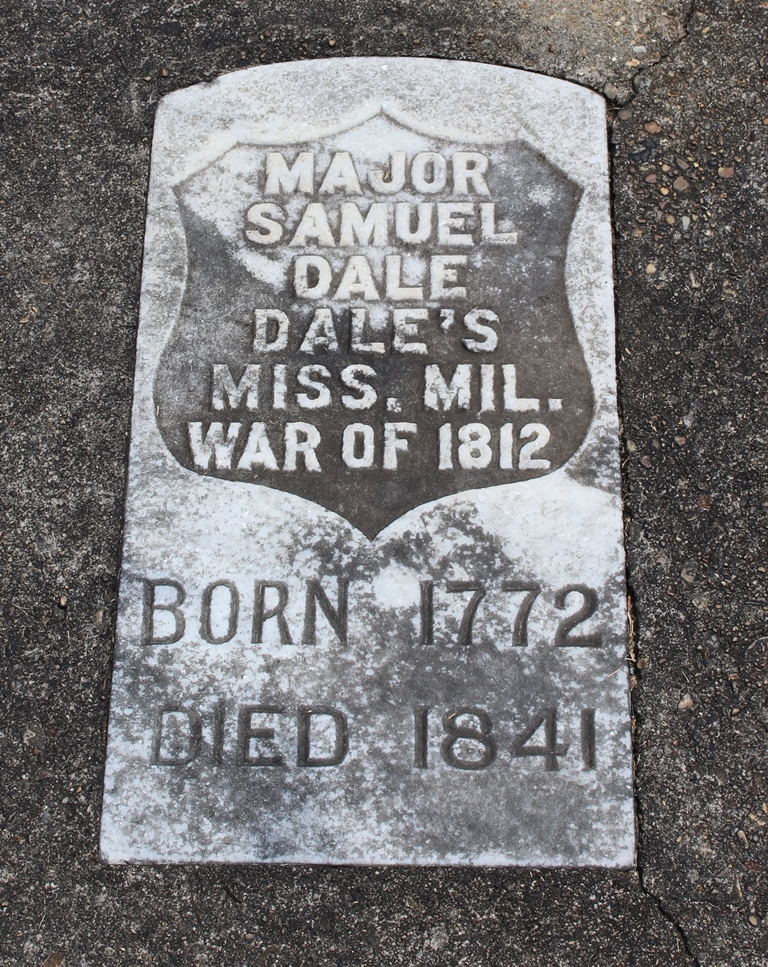 MAJOR
SAMUEL
DALE
DALE'S
MISS. MIL.
WAR OF 1812
BORN 1772
DIED 1841